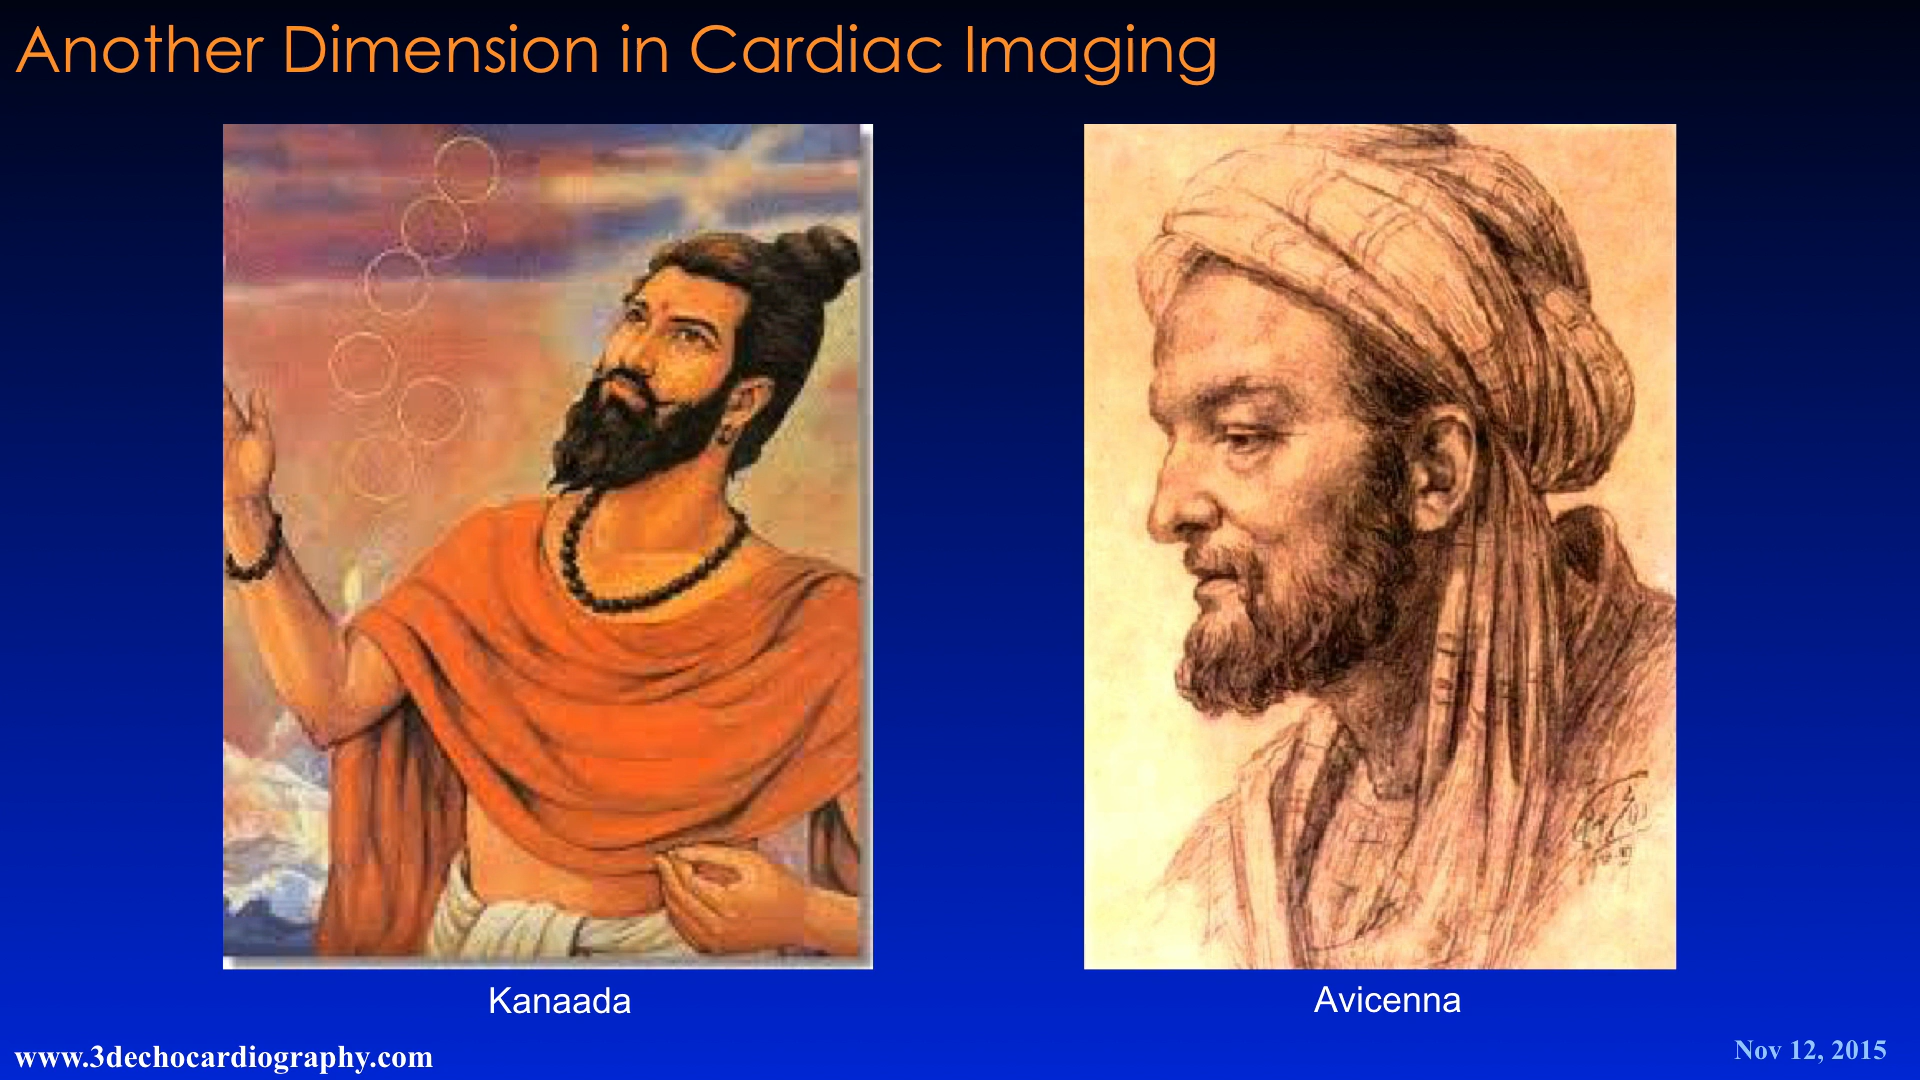 Another Dimension in Cardiac Imaging
Kanaada
Avicenna
www.3dechocardiography.com
Nov 12, 2015